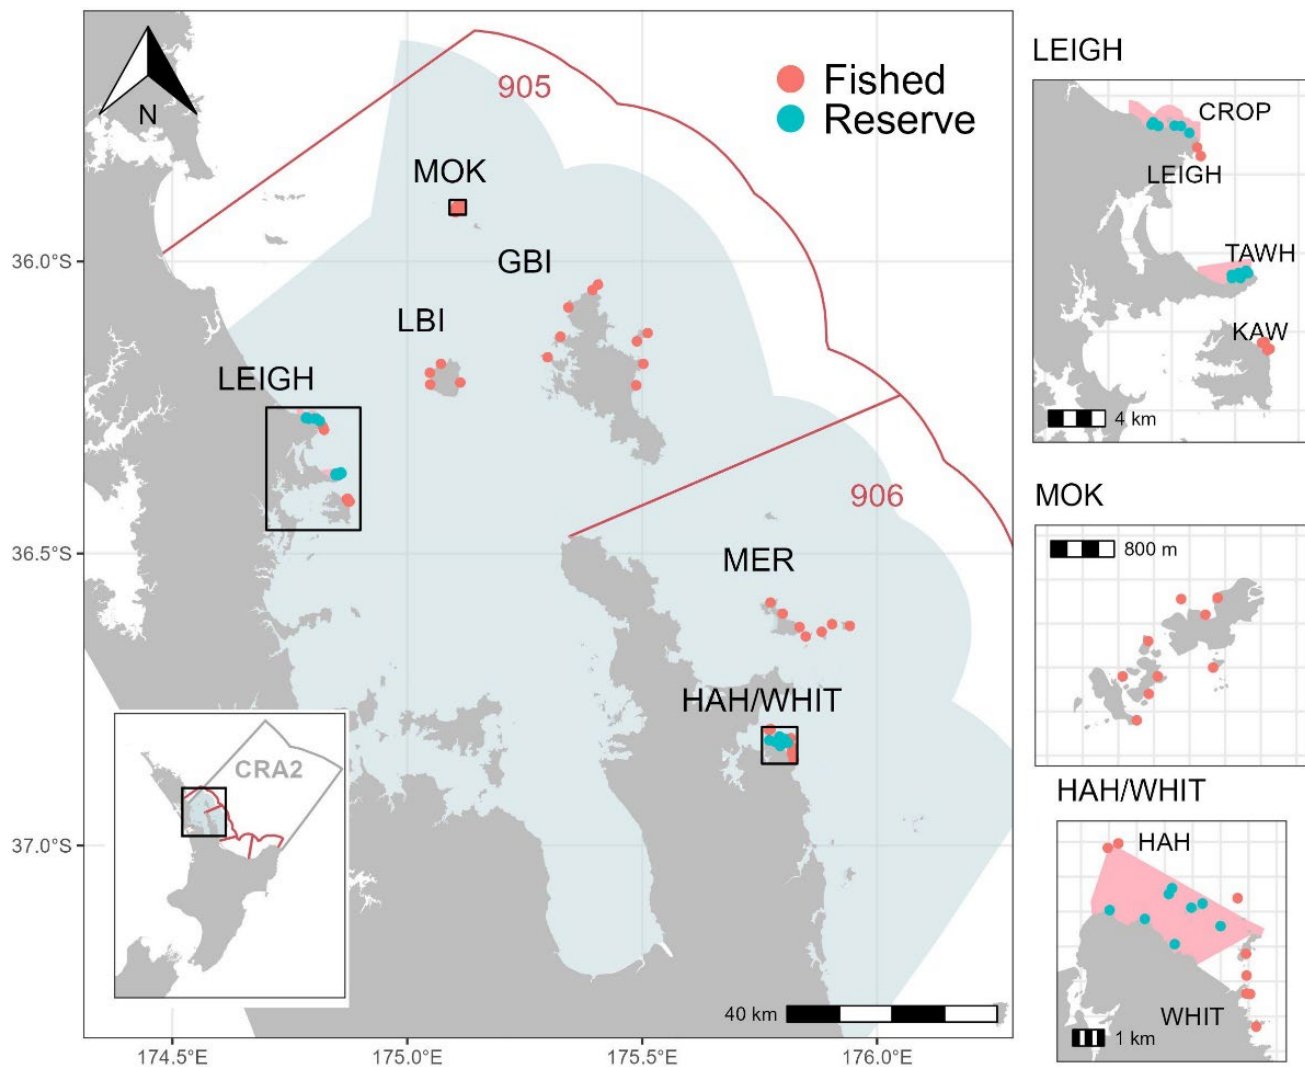 N
905
Fished
Reserve
MOK
GBI
LBI
LEIGH
906
MER
HAH/WHIT
CRA2
40 km
36.0°S
36.5°S
37.0°S
174.5°E
175.0°E
175.5°E
176.0°E
LEIGH
CROP
LEIGH
TAWH
KAW
4 km
MOK
800 m
HAH/WHIT
HAH
WHIT
1 km